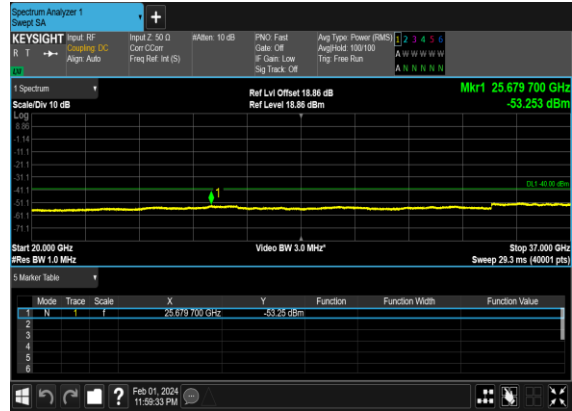 Spectrum Analyzer 1
Swept SA
+
KEYSIGHT Input: RF Input Z: 50 Ω #Atten: 10 dB PNO: Fast Avg Type: Power (RMS) 1 2 3 4 5 6
R T Coupling: DC Corr CCorr Gate: Off Avg|Hold: 100/100 A W W W W W
Align: Auto Freq Ref: Int (S) IF Gain: Low Trig: Free Run
Sig Track: Off A N N N N N
1 Spectrum Ref Lvl Offset 18.86 dB Mkr1 25.679 700 GHz
Scale/Div 10 dB Ref Level 18.86 dBm -53.253 dBm
Log
8.86
-1.14
-11.1
-21.1
-31.1
DL1 -40.00 dBm
-41.1
1
-51.1
-61.1
-71.1
Start 20.000 GHz Video BW 3.0 MHz* Stop 37.000 GHz
#Res BW 1.0 MHz Sweep 29.3 ms (40001 pts)
5 Marker Table
Mode Trace Scale X Y Function Function Width Function Value
1 N 1 f 25.679 700 GHz -53.25 dBm
2
3
4
5
6
? Feb 01, 2024
11:59:33 PM